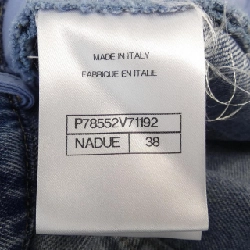 MADE IN ITALY
FABRIQUE EN ITALIE
P78552V71192
NADUE 38